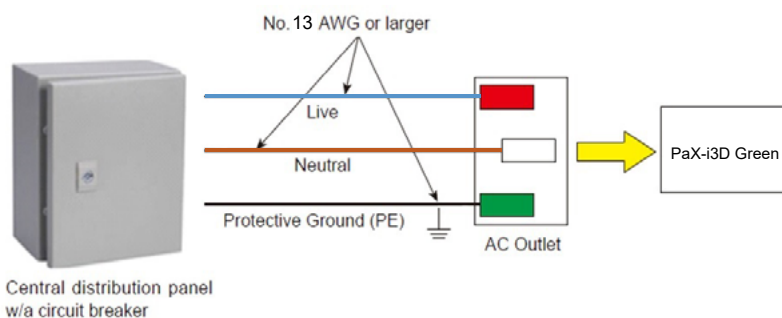 No. 13 AWG or larger
Live
Neutral
Protective Ground (PE)
AC Outlet
PaX-i3D Green
Central distribution panel
w/a circuit breaker